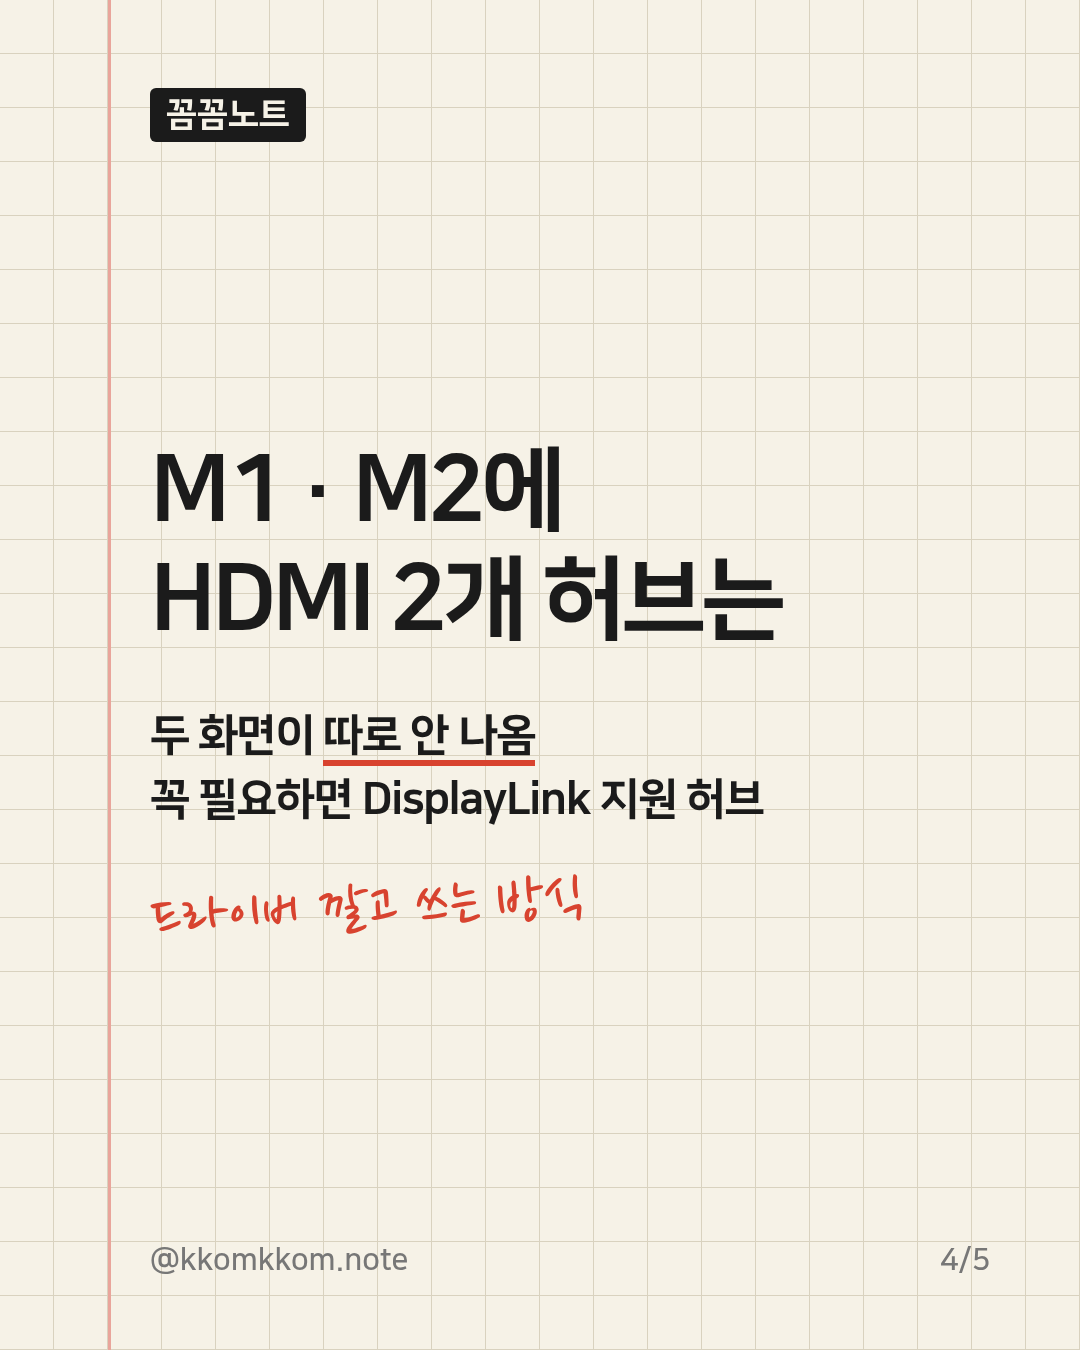 꼼꼼노트
M1 · M2에
HDMI 2개 허브는
두 화면이 따로 안 나옴
꼭 필요하면 DisplayLink 지원 허브
드라이버 깔고 쓰는 방식
@kkomkkom.note
4/5